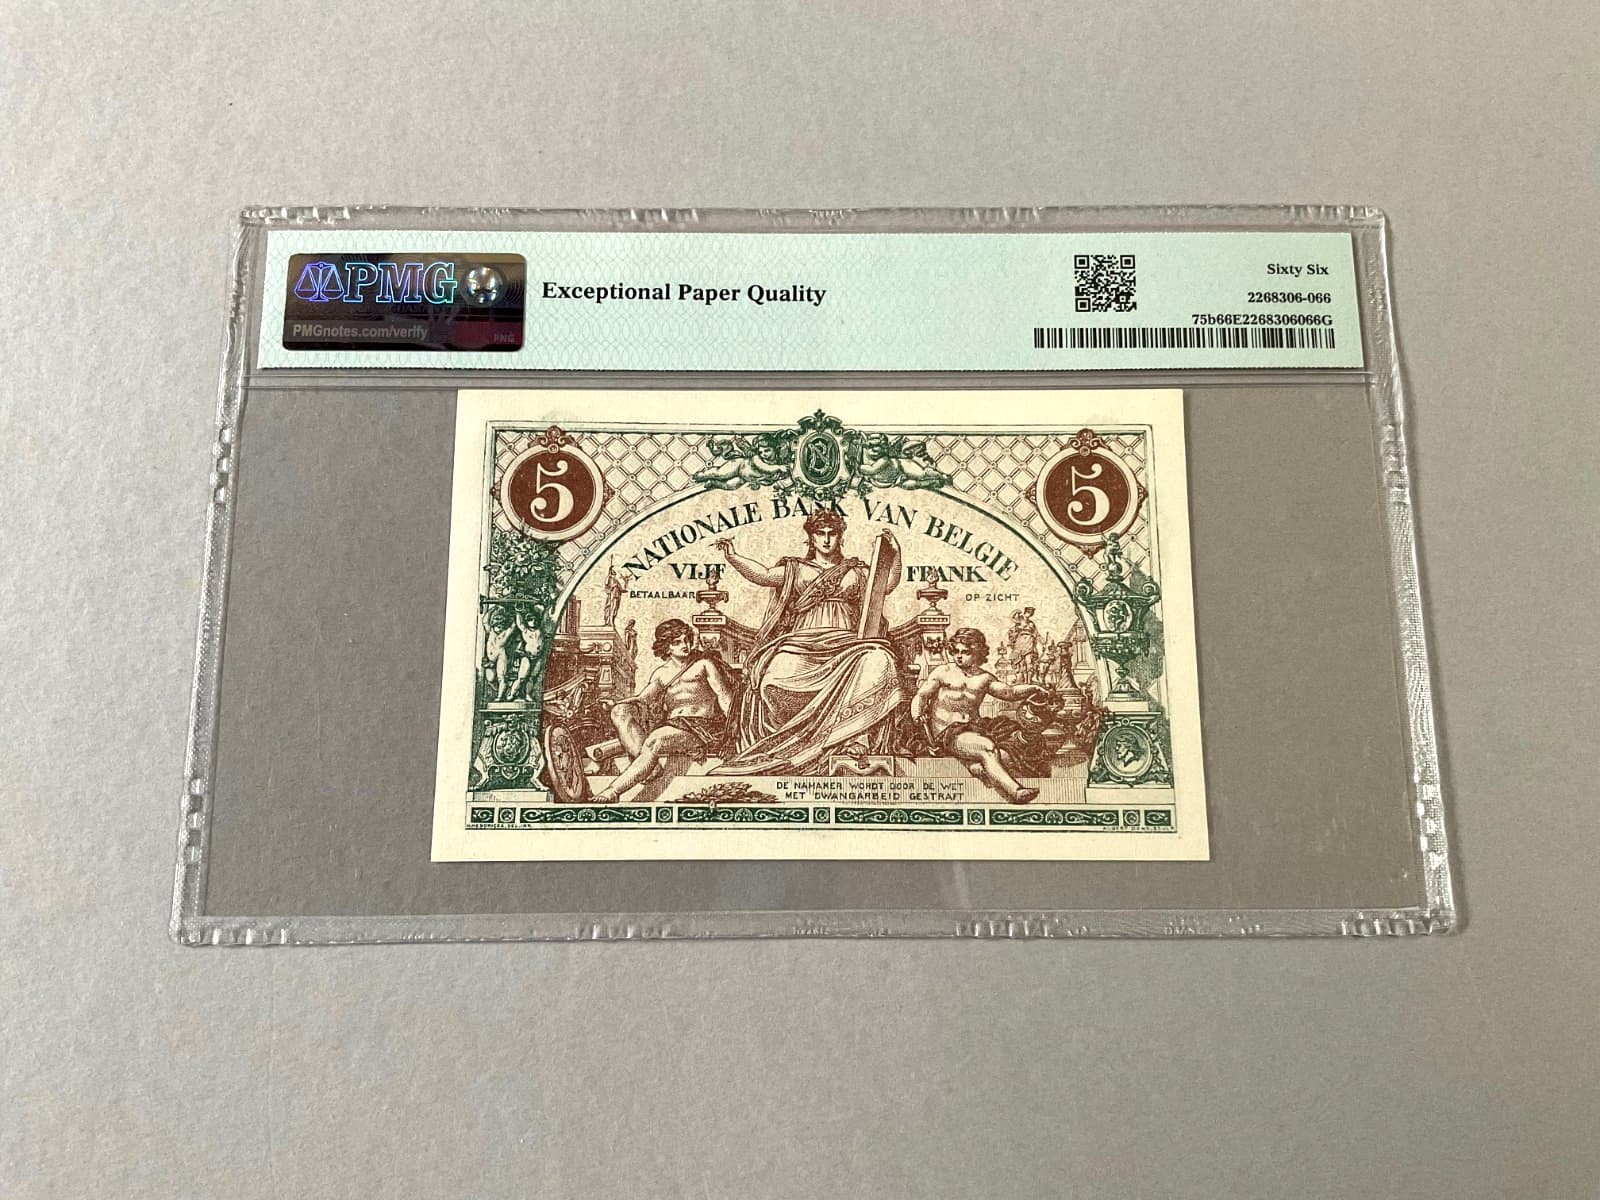 PMG
PMGnotes.com/verify
PMG
Exceptional Paper Quality
Sixty Six
2268306-066
75b66E2268306066G
5
5
NATIONALE BANK VAN BELGIE
VIJF FRANK
BETAALBAAR OP ZICHT
DE NAMAKER WORDT DOOR DE WET
MET DWANGARBEID GESTRAFT